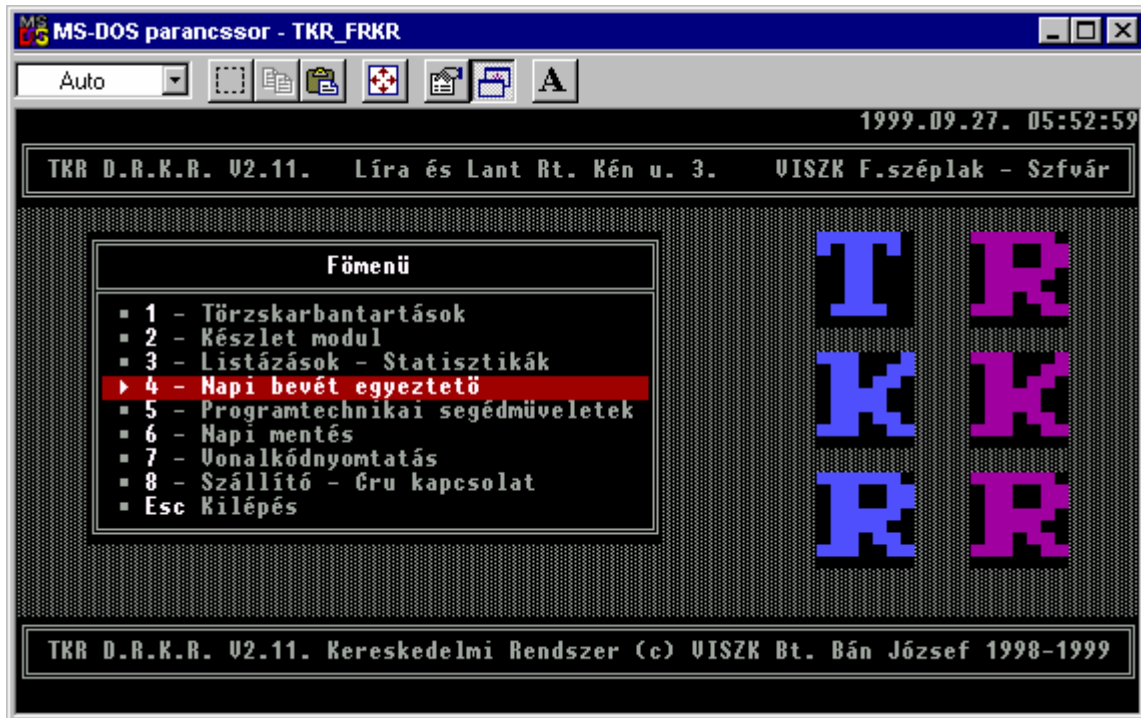 MS-DOS parancssor - TKR_FRKR
Auto
A
1999.09.27. 05:52:59
TKR D.R.K.R. V2.11. Líra és Lant Rt. Kén u. 3. VISZK F.széplak - Szfvár
Fömenü
1 - Törzskarbantartások
2 - Készlet modul
3 - Listázások - Statisztikák
4 - Napi bevét egyeztetö
5 - Programtechnikai segédmüveletek
6 - Napi mentés
7 - Vonalkódnyomtatás
8 - Szállító - Cru kapcsolat
Esc Kilépés
T R
K K
R R
TKR D.R.K.R. V2.11. Kereskedelmi Rendszer (c) VISZK Bt. Bán József 1998-1999